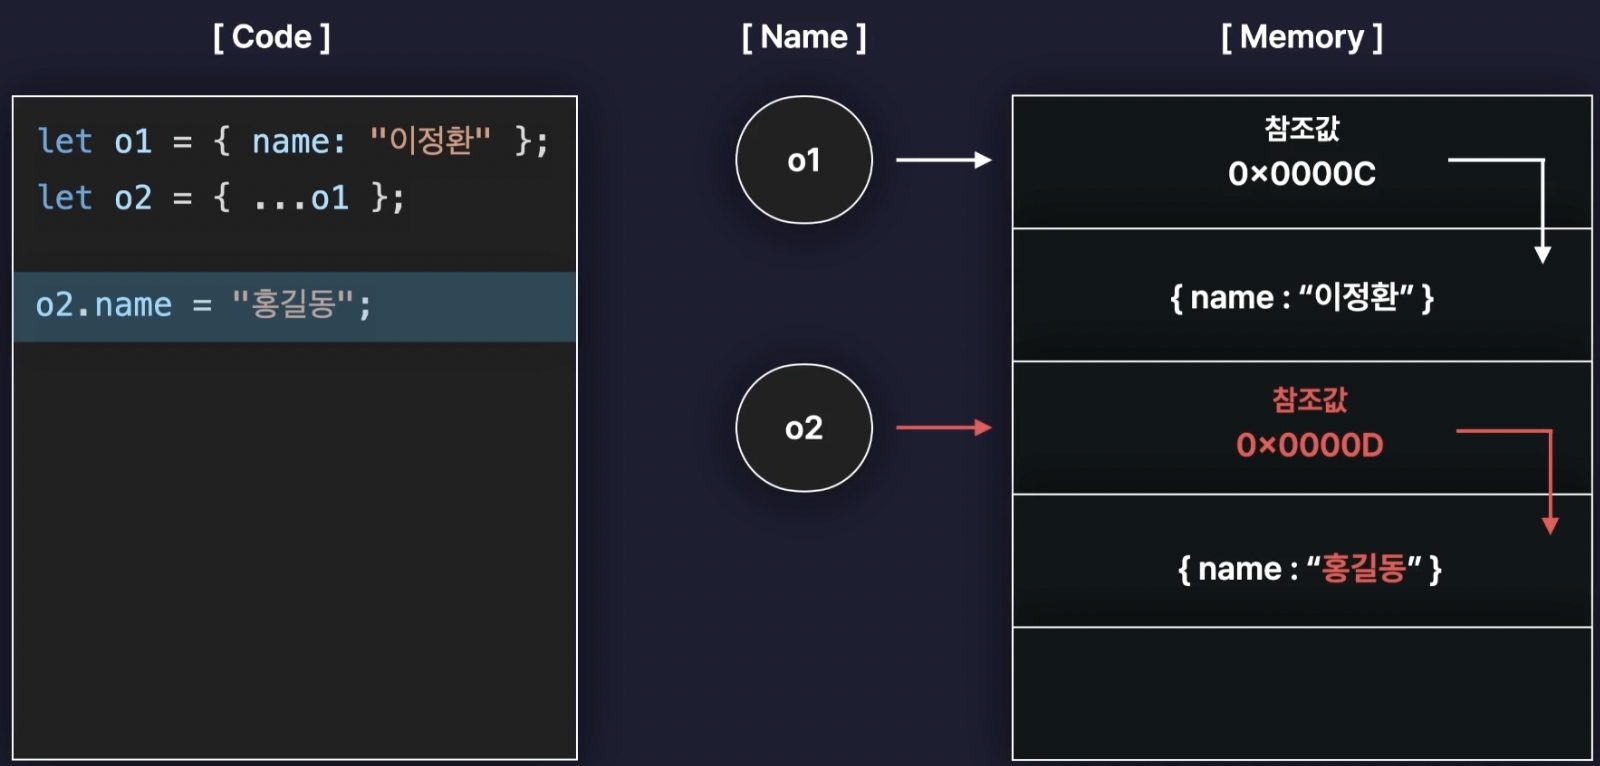 [ Code ]
let o1 = { name: "이정환" };
let o2 = { ...o1 };
o2.name = "홍길동";
[ Name ]
o1
o2
[ Memory ]
참조값
0×0000C
{ name : “이정환” }
참조값
0×0000D
{ name : “홍길동” }